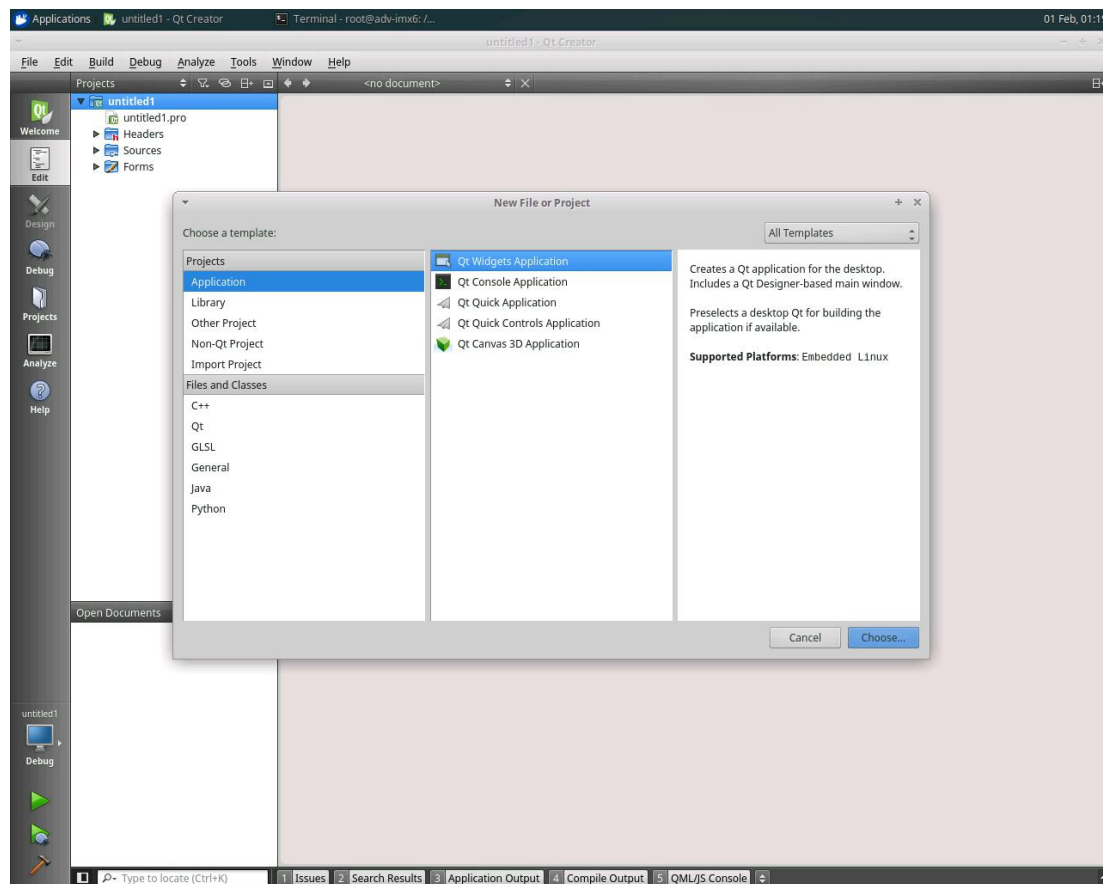 Applications untitled1 - Qt Creator Terminal - root@adv-imx6: /... 01 Feb, 01:1
untitled1 - Qt Creator
File Edit Build Debug Analyze Tools Window Help
Projects <no document>
Qt
Welcome
Edit
Design
Debug
Projects
Analyze
Help
untitled1
untitled1.pro
Headers
Sources
Forms
New File or Project
Choose a template: All Templates
Projects
Application
Library
Other Project
Non-Qt Project
Import Project
Files and Classes
C++
Qt
GLSL
General
Java
Python
Qt Widgets Application
Qt Console Application
Qt Quick Application
Qt Quick Controls Application
Qt Canvas 3D Application
Creates a Qt application for the desktop.
Includes a Qt Designer-based main window.
Preselects a desktop Qt for building the
application if available.
Supported Platforms: Embedded Linux
Cancel Choose...
Open Documents
untitled1
Debug
Type to locate (Ctrl+K) 1 Issues 2 Search Results 3 Application Output 4 Compile Output 5 QML/JS Console